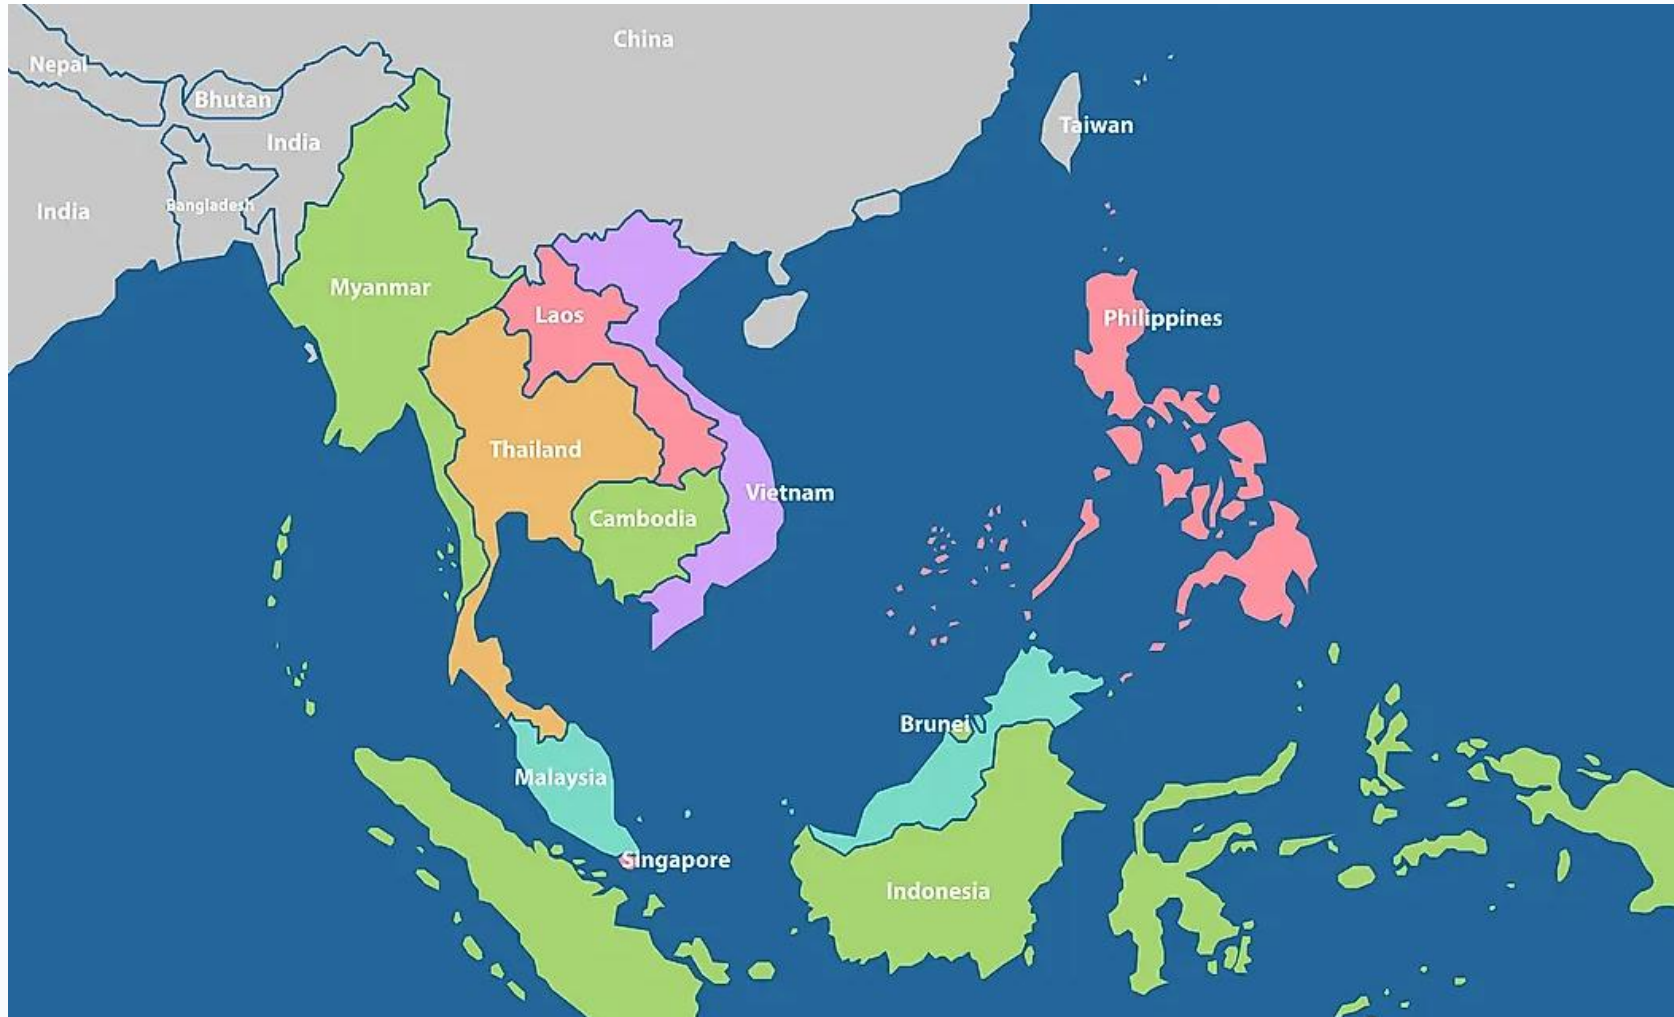 China
Nepal
Bhutan
Taiwan
India
Bangladesh
India
Myanmar
Laos
Philippines
Thailand
Vietnam
Cambodia
Brunei
Malaysia
Singapore
Indonesia